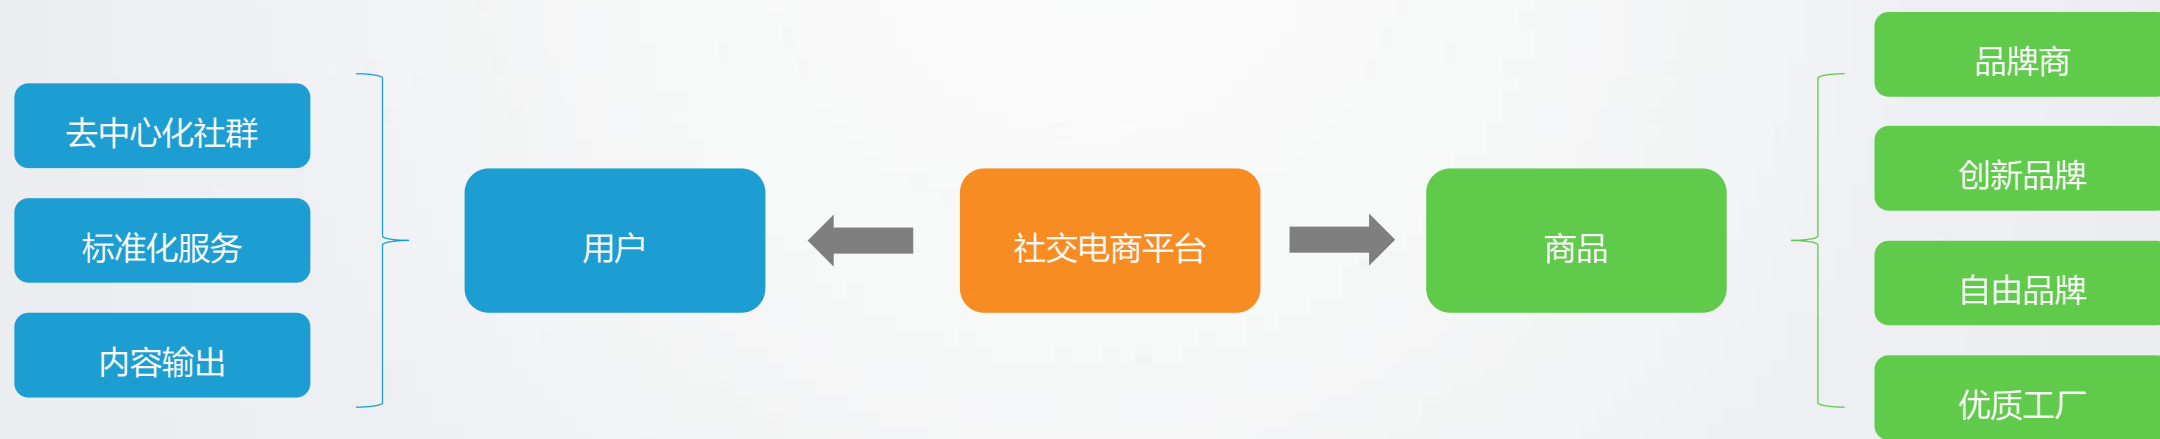 去中心化社群
标准化服务
内容输出
用户
社交电商平台
商品
品牌商
创新品牌
自由品牌
优质工厂